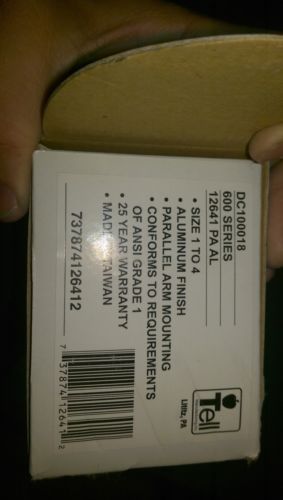 Tell
Lititz, PA
DC100018
600 SERIES
12641 PA AL
• SIZE 1 TO 4
• ALUMINUM FINISH
• PARALLEL ARM MOUNTING
• CONFORMS TO REQUIREMENTS
OF ANSI GRADE 1
• 25 YEAR WARRANTY
• MADE TAIWAN
737874126412
7 37874 12641 2